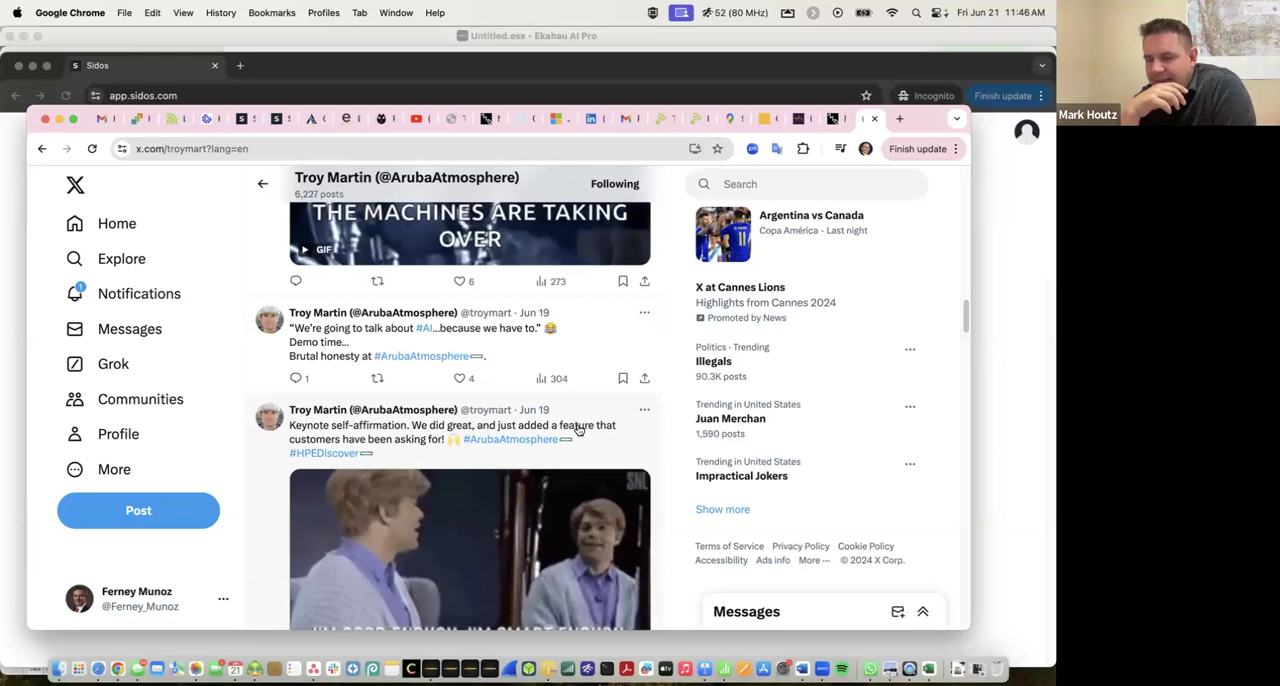 Google Chrome File Edit View History Bookmarks Profiles Tab Window Help
52 (80 MHz) Fri Jun 21 11:46 AM
Untitled.esx - Ekahau AI Pro
Sidos
app.sidos.com
Incognito
Finish update
x.com/troymart?lang=en
Finish update
Troy Martin (@ArubaAtmosphere)
6,227 posts
Following
Search
Home
Explore
1
Notifications
Messages
Grok
Communities
Profile
More
Post
Ferney Munoz
@Ferney_Munoz
THE MACHINES ARE TAKING
OVER
GIF
6 273
Troy Martin (@ArubaAtmosphere) @troymart · Jun 19
“We're going to talk about #AI...because we have to.” 😂
Demo time...
Brutal honesty at #ArubaAtmosphere.
1 4 304
Troy Martin (@ArubaAtmosphere) @troymart · Jun 19
Keynote self-affirmation. We did great, and just added a feature that
customers have been asking for! 🙌 #ArubaAtmosphere
#HPEDiscover
SNL
I'M GOOD ENOUGH, I'M SMART ENOUGH
Argentina vs Canada
Copa América · Last night
X at Cannes Lions
Highlights from Cannes 2024
Promoted by News
Politics · Trending
Illegals
90.3K posts
Trending in United States
Juan Merchan
1,590 posts
Trending in United States
Impractical Jokers
Show more
Terms of Service Privacy Policy Cookie Policy
Accessibility Ads info More ··· © 2024 X Corp.
Messages
Mark Houtz